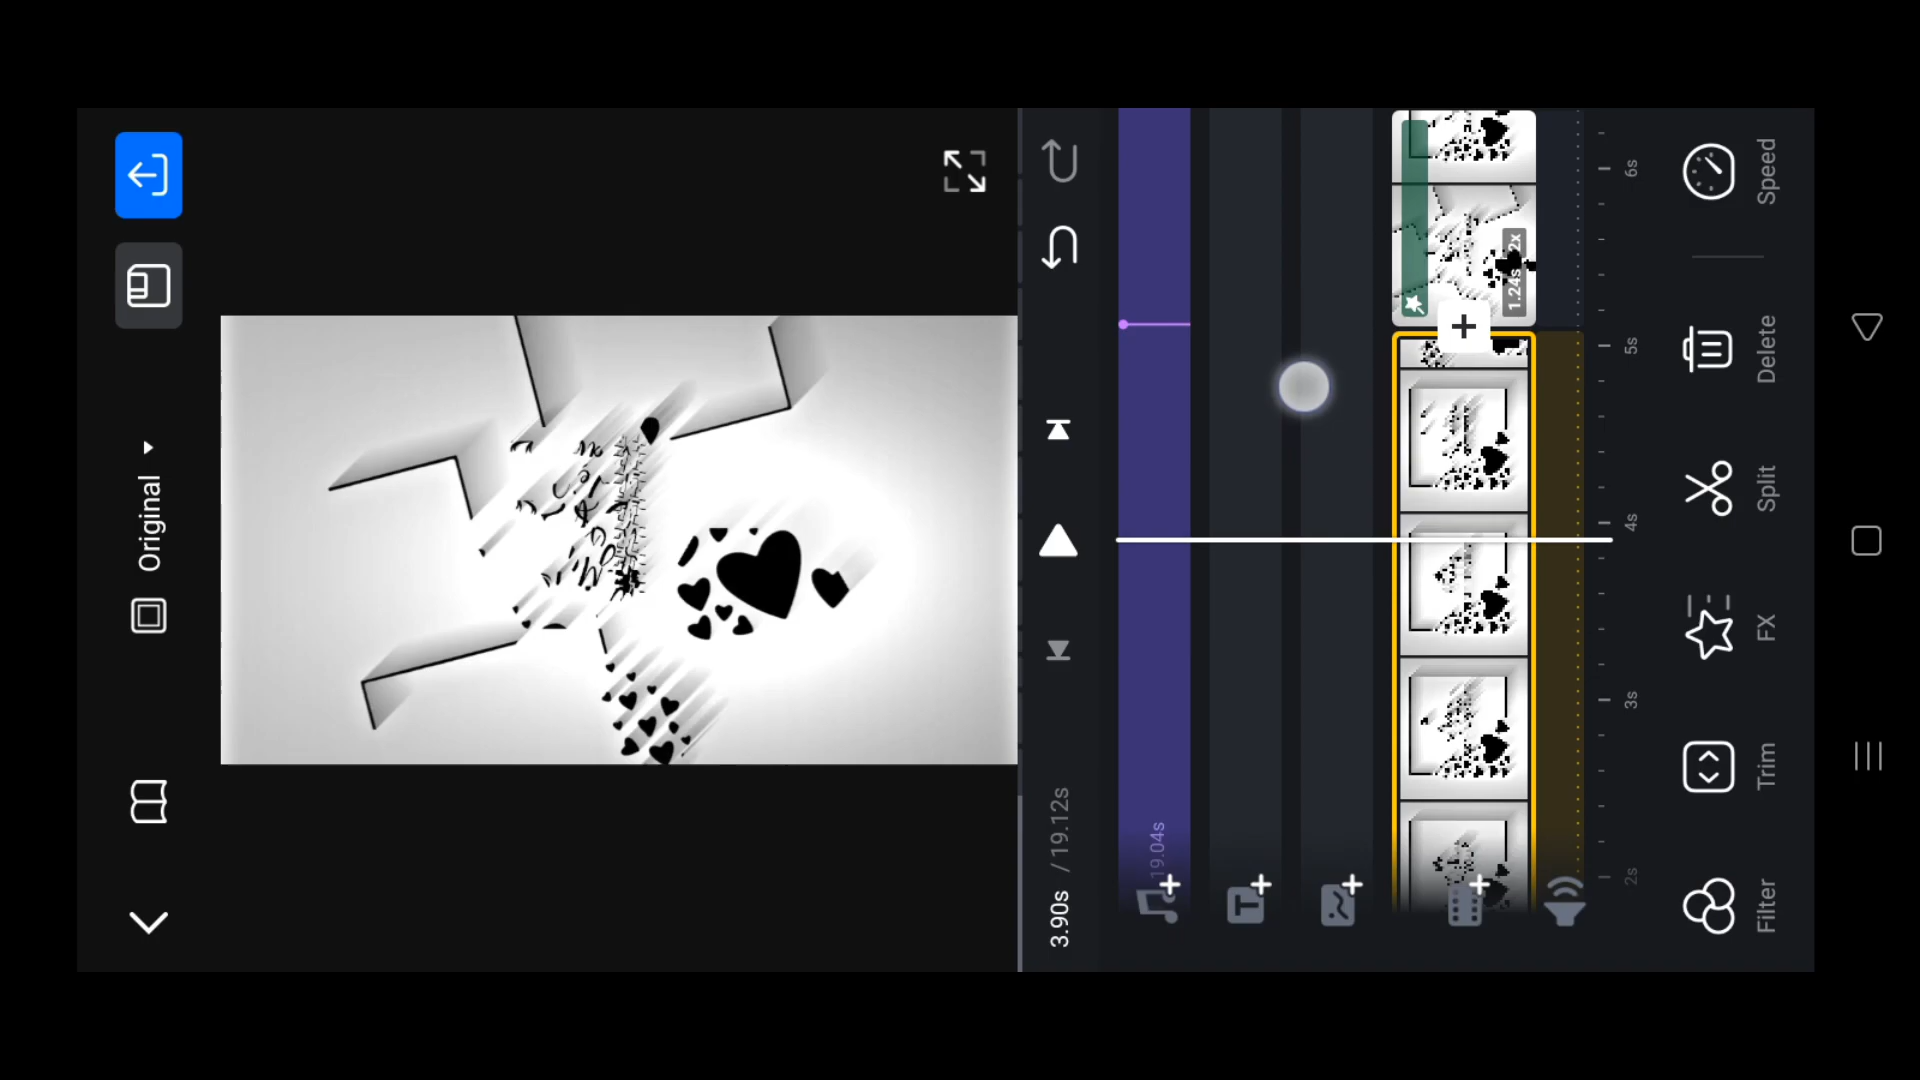 Original
3.90s / 19.12s
19.04s
1.24s 2x
2s
3s
4s
5s
6s
Filter
Trim
FX
Split
Delete
Speed